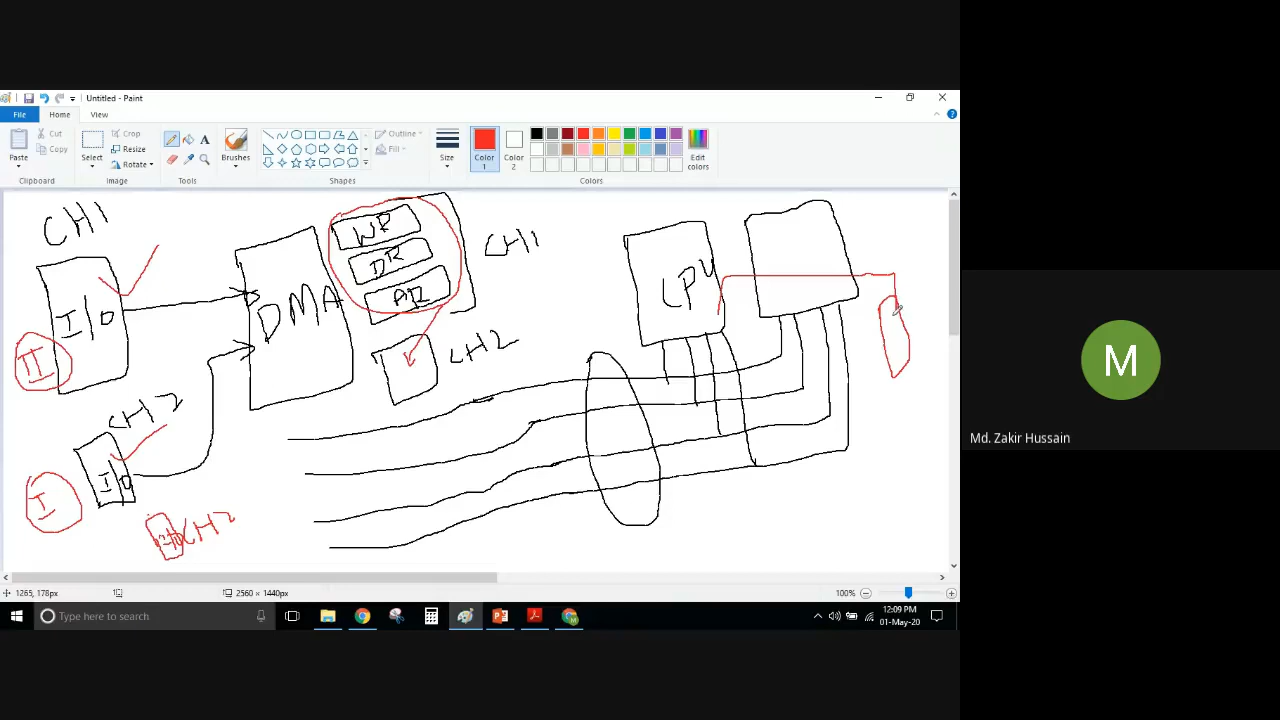 Untitled - Paint
File Home View
Paste
Cut
Copy
Clipboard
Select
Crop
Resize
Rotate
Image
Tools
Brushes
Shapes
Outline
Fill
Size
Color 1
Color 2
Edit colors
Colors
CH1
I/O
II
CH2
I/O
I
CH2
DMA
WR
DR
AR
CH1
CH2
CPU
1265, 178px
2560 × 1440px
100%
Type here to search
12:09 PM
01-May-20
M
Md. Zakir Hussain